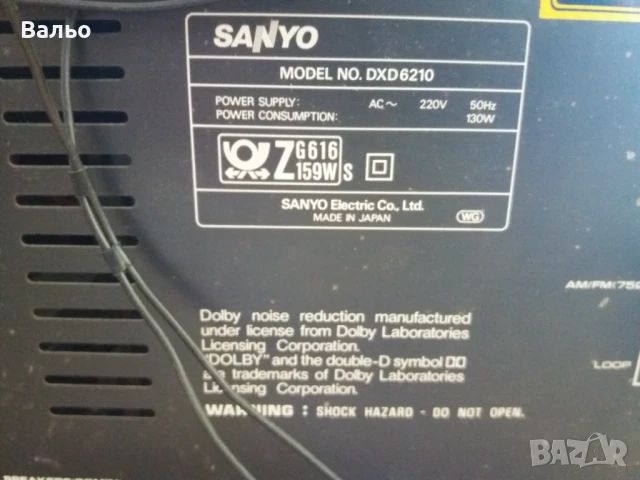 Вальо
SANYO
MODEL NO. DXD6210
POWER SUPPLY: AC~ 220V 50Hz
POWER CONSUMPTION: 130W
Z G616
159W S
SANYO Electric Co., Ltd.
MADE IN JAPAN
WG
AM/FM(75Ω
Dolby noise reduction manufactured
under license from Dolby Laboratories
Licensing Corporation.
"DOLBY" and the double-D symbol
are trademarks of Dolby Laboratories
Licensing Corporation.
LOOP
WARNING: SHOCK HAZARD - DO NOT OPEN.
BAZAR